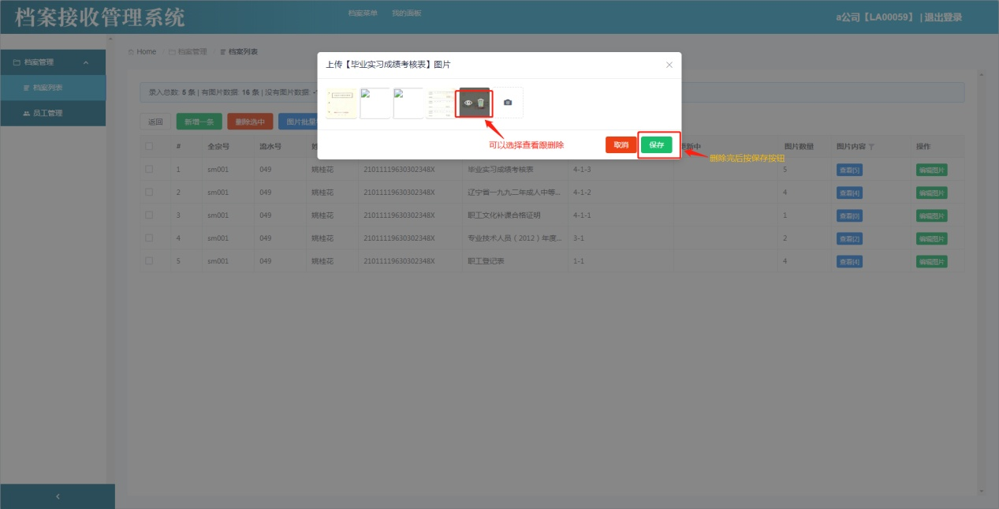 档案接收管理系统
档案菜单 我的面板
a公司【LA00059】 | 退出登录
档案管理
档案列表
员工管理
Home / 档案管理 / 档案列表
录入总数: 5 条 | 有图片数据: 16 条 | 没有图片数据: -1
返回 新增一条 删除选中 图片批量
上传【毕业实习成绩考核表】图片
可以选择查看跟删除
取消 保存
删除完后按保存按钮
# 全宗号 流水号 姓 更新中 图片数量 图片内容 操作
1 sm001 049 姚桂花 21011119630302348X 毕业实习成绩考核表 4-1-3 5 查看[5] 编辑图片
2 sm001 049 姚桂花 21011119630302348X 辽宁省一九九二年成人中等... 4-1-2 4 查看[4] 编辑图片
3 sm001 049 姚桂花 21011119630302348X 职工文化补课合格证明 4-1-1 1 查看[0] 编辑图片
4 sm001 049 姚桂花 21011119630302348X 专业技术人员（2012）年度... 3-1 2 查看[2] 编辑图片
5 sm001 049 姚桂花 21011119630302348X 职工登记表 1-1 4 查看[4] 编辑图片